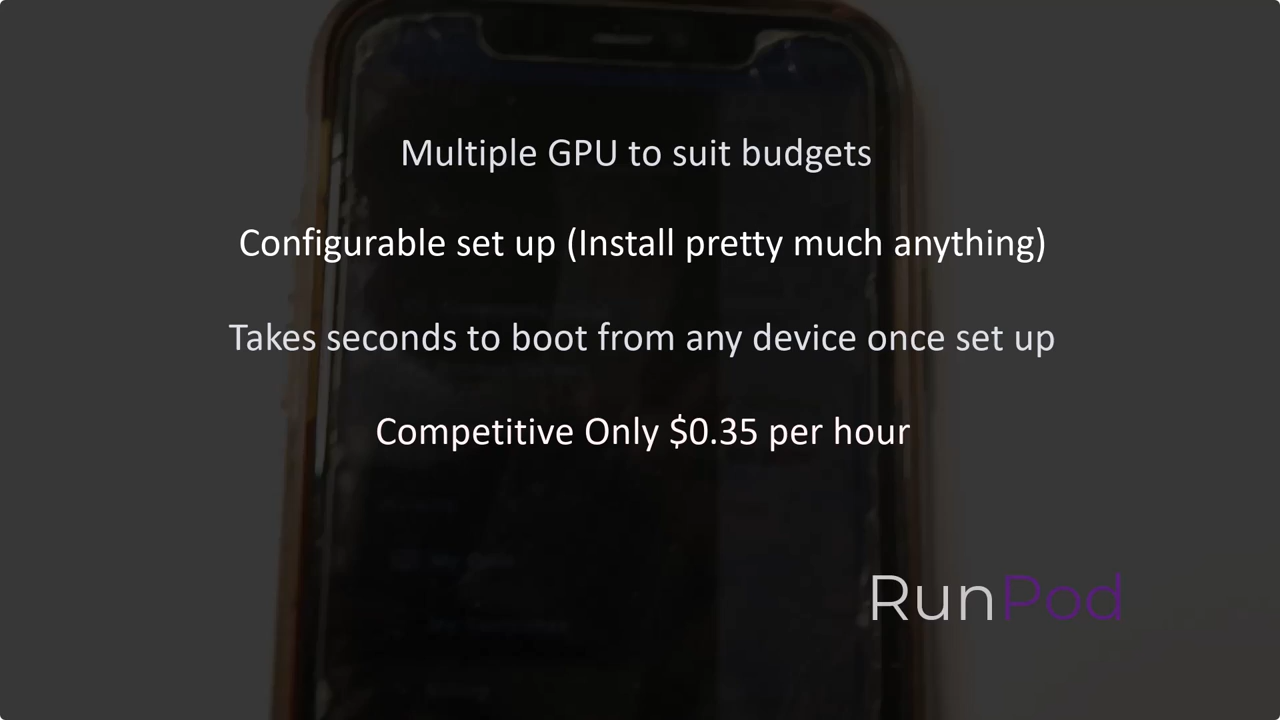 Multiple GPU to suit budgets
Configurable set up (Install pretty much anything)
Takes seconds to boot from any device once set up
Competitive Only $0.35 per hour
RunPod